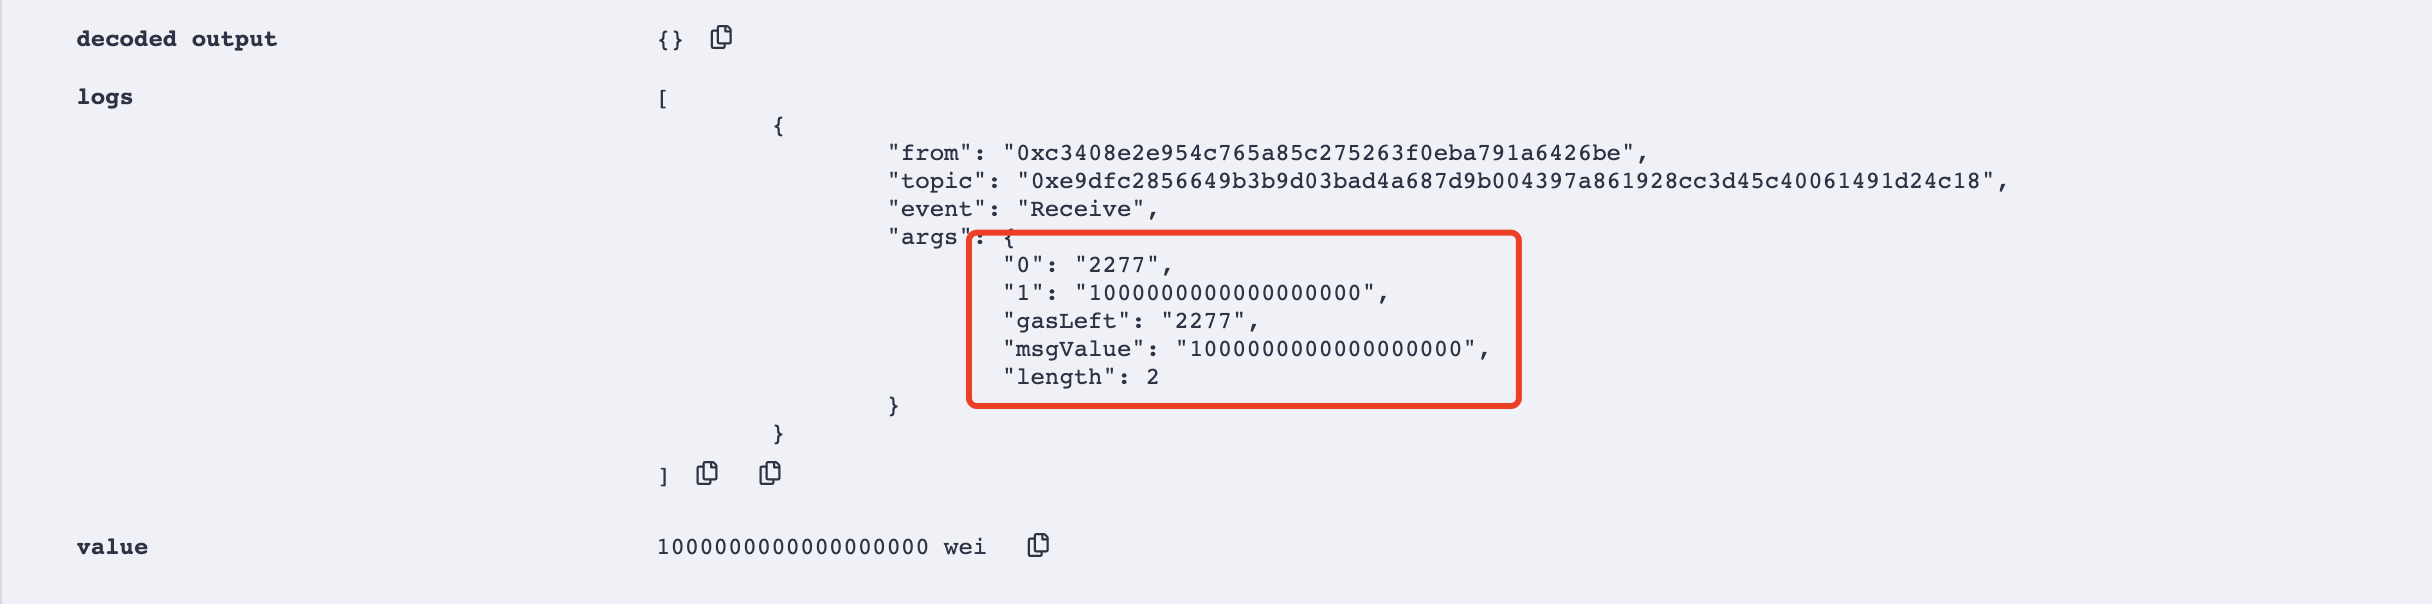 decoded output {}
logs [
{
"from": "0xc3408e2e954c765a85c275263f0eba791a6426be",
"topic": "0xe9dfc2856649b3b9d03bad4a687d9b004397a861928cc3d45c40061491d24c18",
"event": "Receive",
"args": {
"0": "2277",
"1": "1000000000000000000",
"gasLeft": "2277",
"msgValue": "1000000000000000000",
"length": 2
}
}
]
value 1000000000000000000 wei